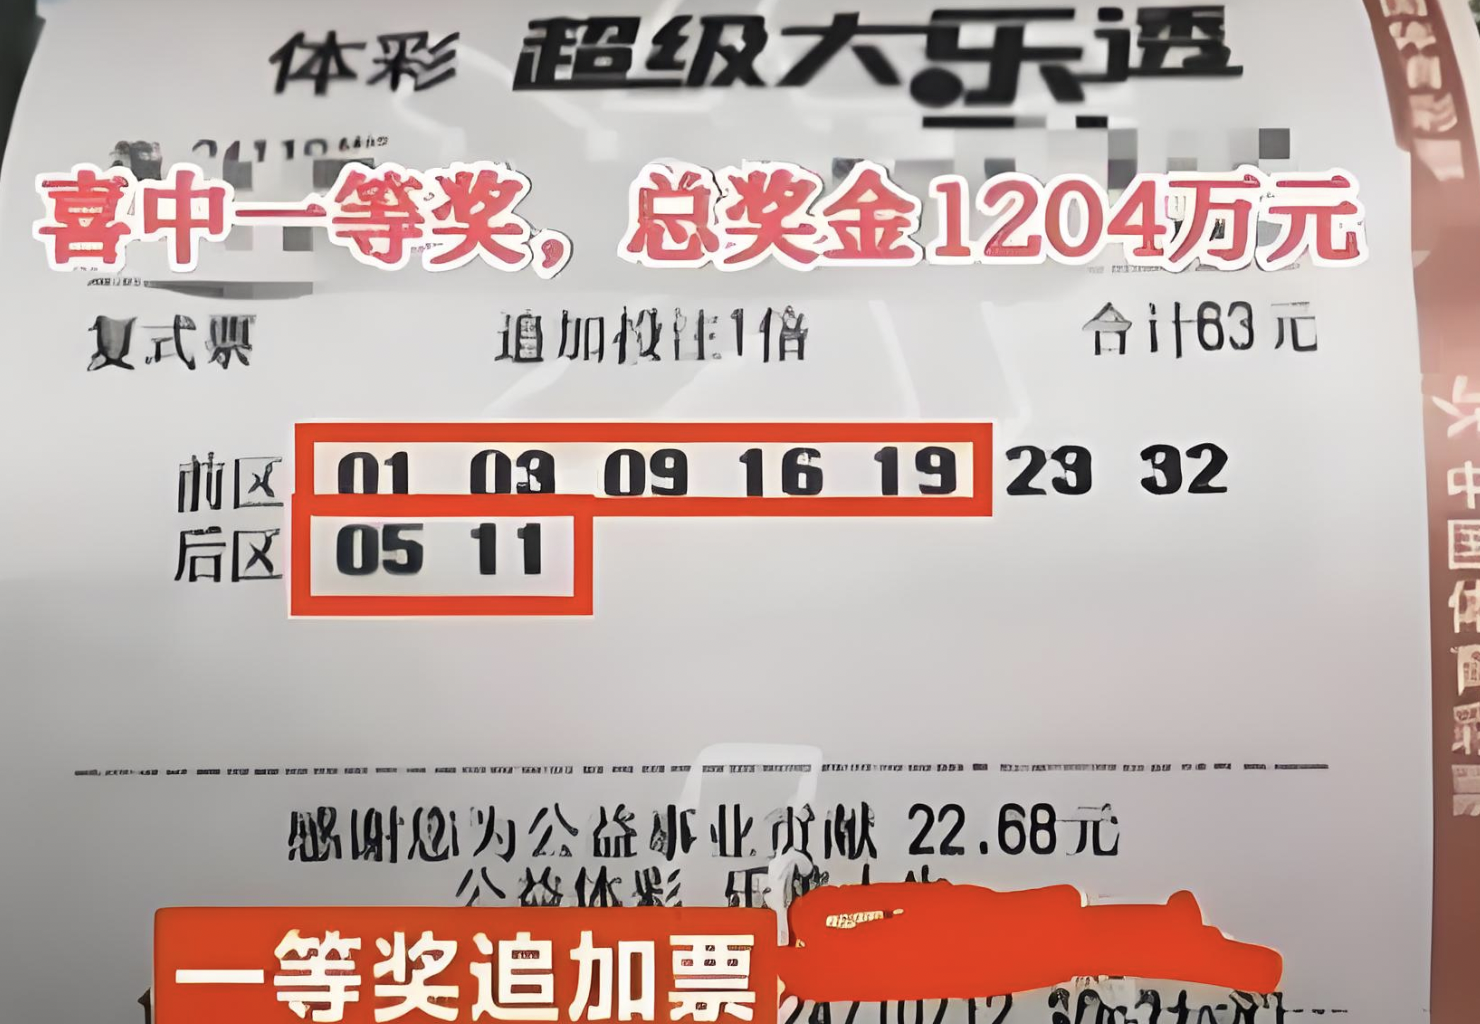 体彩 超级大乐透
喜中一等奖，总奖金1204万元
复式票 追加投注1倍 合计63元
前区 01 03 09 16 19 23 32
后区 05 11
感谢您为公益事业贡献 22.68元
公益体彩 乐
一等奖追加票
中国体